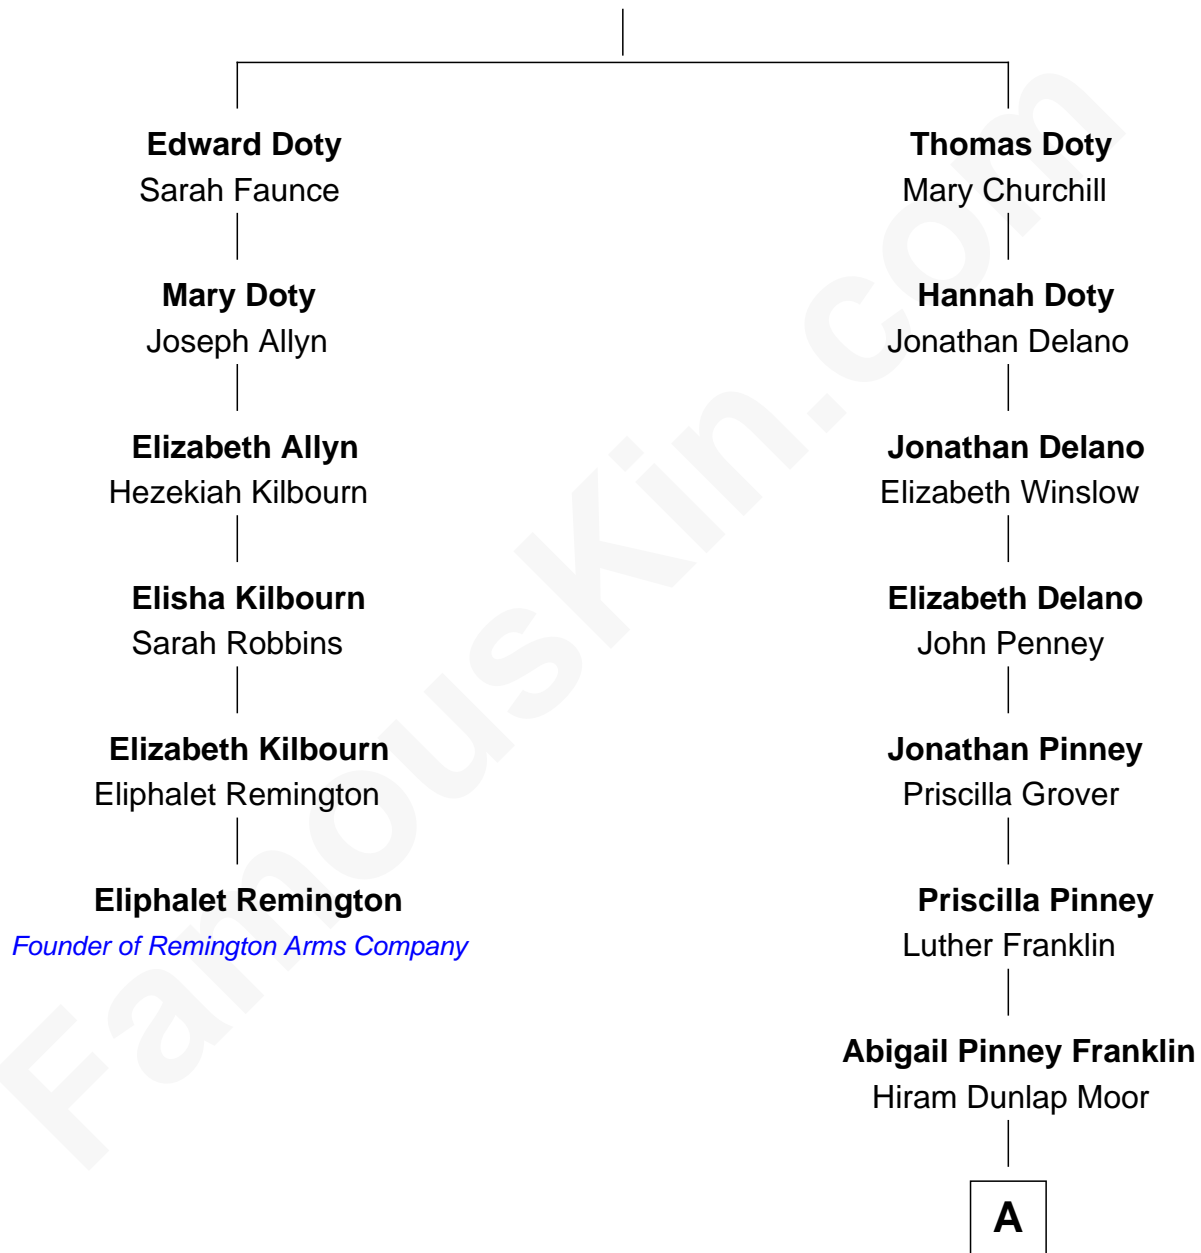 Edward Doty
Sarah Faunce
Mary Doty
Joseph Allyn
Elizabeth Allyn
Hezekiah Kilbourn
Elisha Kilbourn
Sarah Robbins
Elizabeth Kilbourn
Eliphalet Remington
Eliphalet Remington
Founder of Remington Arms Company
Thomas Doty
Mary Churchill
Hannah Doty
Jonathan Delano
Jonathan Delano
Elizabeth Winslow
Elizabeth Delano
John Penney
Jonathan Pinney
Priscilla Grover
Priscilla Pinney
Luther Franklin
Abigail Pinney Franklin
Hiram Dunlap Moor
A
FamousKin.com